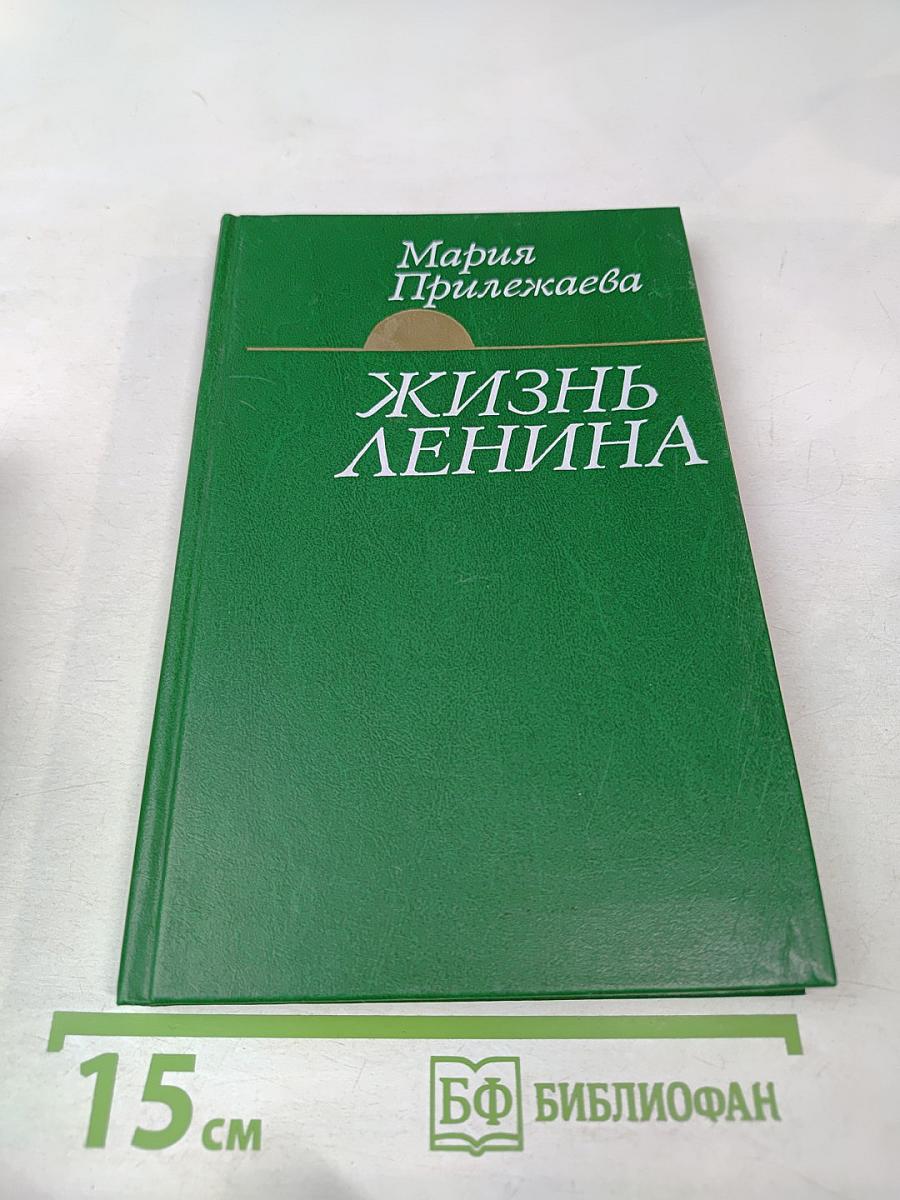 Мария
Прилежаева
ЖИЗНЬ
ЛЕНИНА
15 см
БФ БИБЛИОФАН